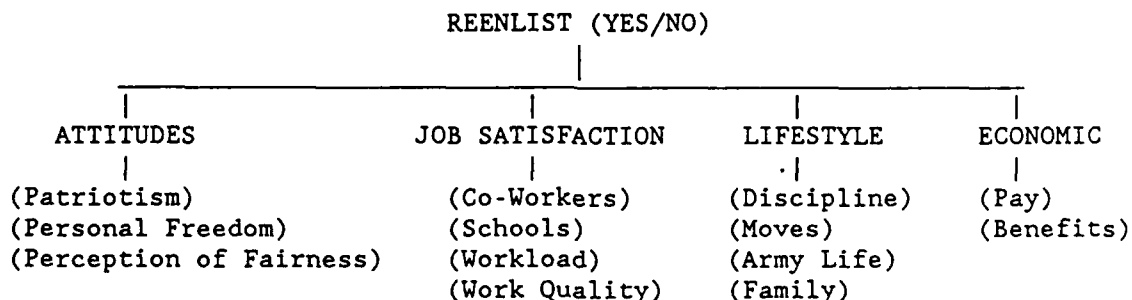 REENLIST (YES/NO)
ATTITUDES JOB SATISFACTION LIFESTYLE ECONOMIC
(Patriotism) (Co-Workers) (Discipline) (Pay)
(Personal Freedom) (Schools) (Moves) (Benefits)
(Perception of Fairness) (Workload) (Army Life)
(Work Quality) (Family)